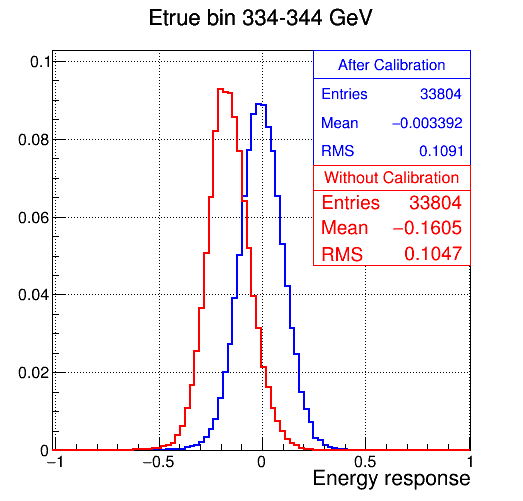 Etrue bin 334-344 GeV
0.1
0.08
0.06
0.04
0.02
0
−1
−0.5
0
0.5
1
Energy response
After Calibration
Entries 33804
Mean −0.003392
RMS 0.1091
Without Calibration
Entries 33804
Mean −0.1605
RMS 0.1047